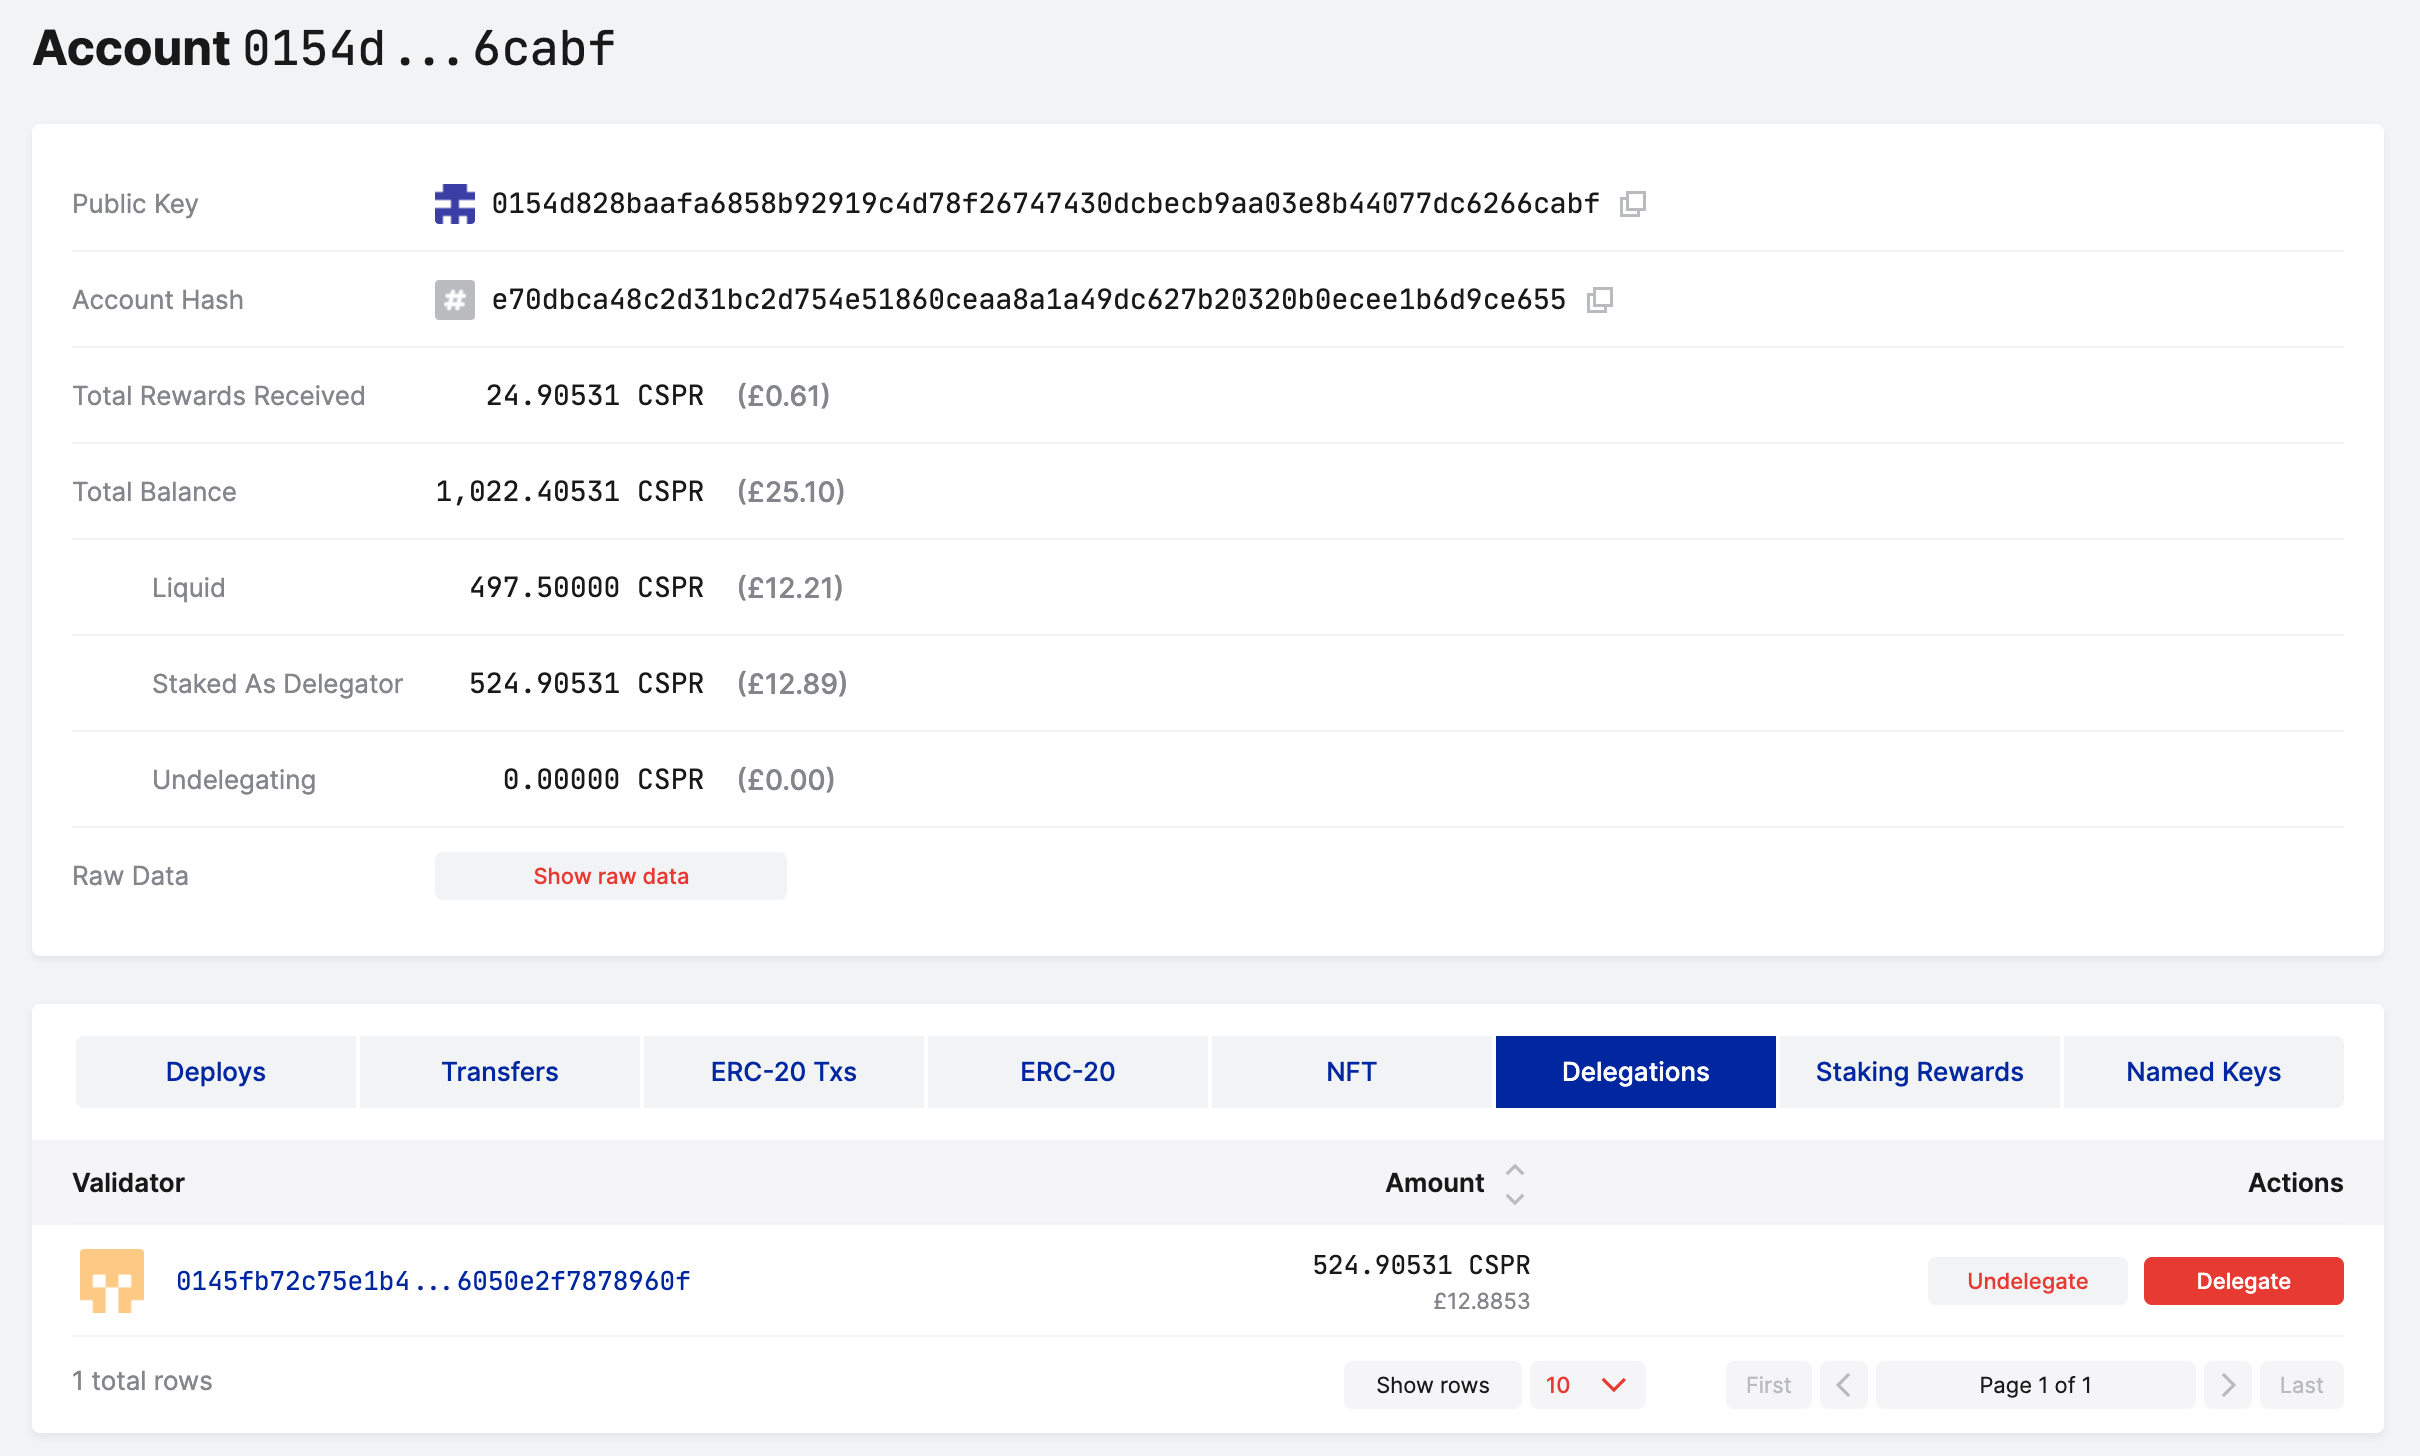 Account 0154d...6cabf
Public Key 0154d828baafa6858b92919c4d78f26747430dcbecb9aa03e8b44077dc6266cabf
Account Hash # e70dbca48c2d31bc2d754e51860ceaa8a1a49dc627b20320b0ecee1b6d9ce655
Total Rewards Received 24.90531 CSPR (£0.61)
Total Balance 1,022.40531 CSPR (£25.10)
Liquid 497.50000 CSPR (£12.21)
Staked As Delegator 524.90531 CSPR (£12.89)
Undelegating 0.00000 CSPR (£0.00)
Raw Data Show raw data
Deploys Transfers ERC-20 Txs ERC-20 NFT Delegations Staking Rewards Named Keys
Validator Amount Actions
0145fb72c75e1b4...6050e2f7878960f 524.90531 CSPR Undelegate Delegate
£12.8853
1 total rows Show rows 10 First Page 1 of 1 Last